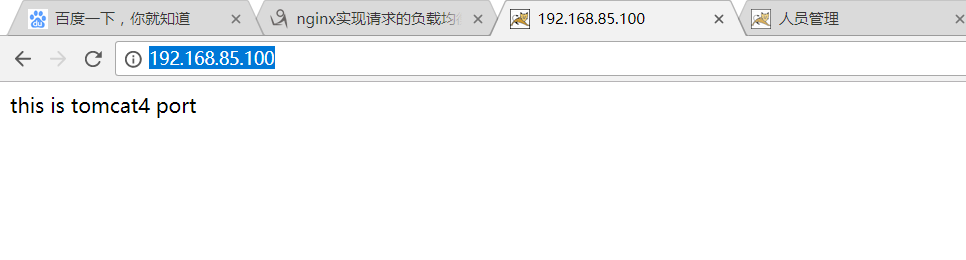 百度一下，你就知道
nginx实现请求的负载均
192.168.85.100
人员管理
192.168.85.100
this is tomcat4 port